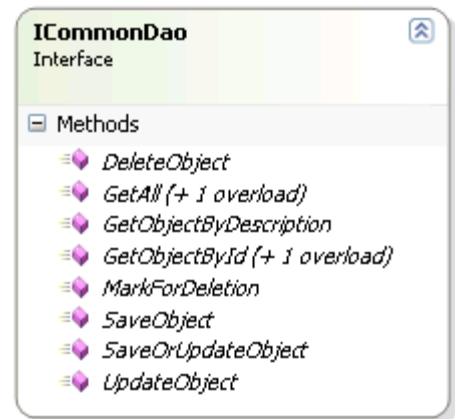 ICommonDao
Interface
Methods
DeleteObject
GetAll (+ 1 overload)
GetObjectByDescription
GetObjectById (+ 1 overload)
MarkForDeletion
SaveObject
SaveOrUpdateObject
UpdateObject